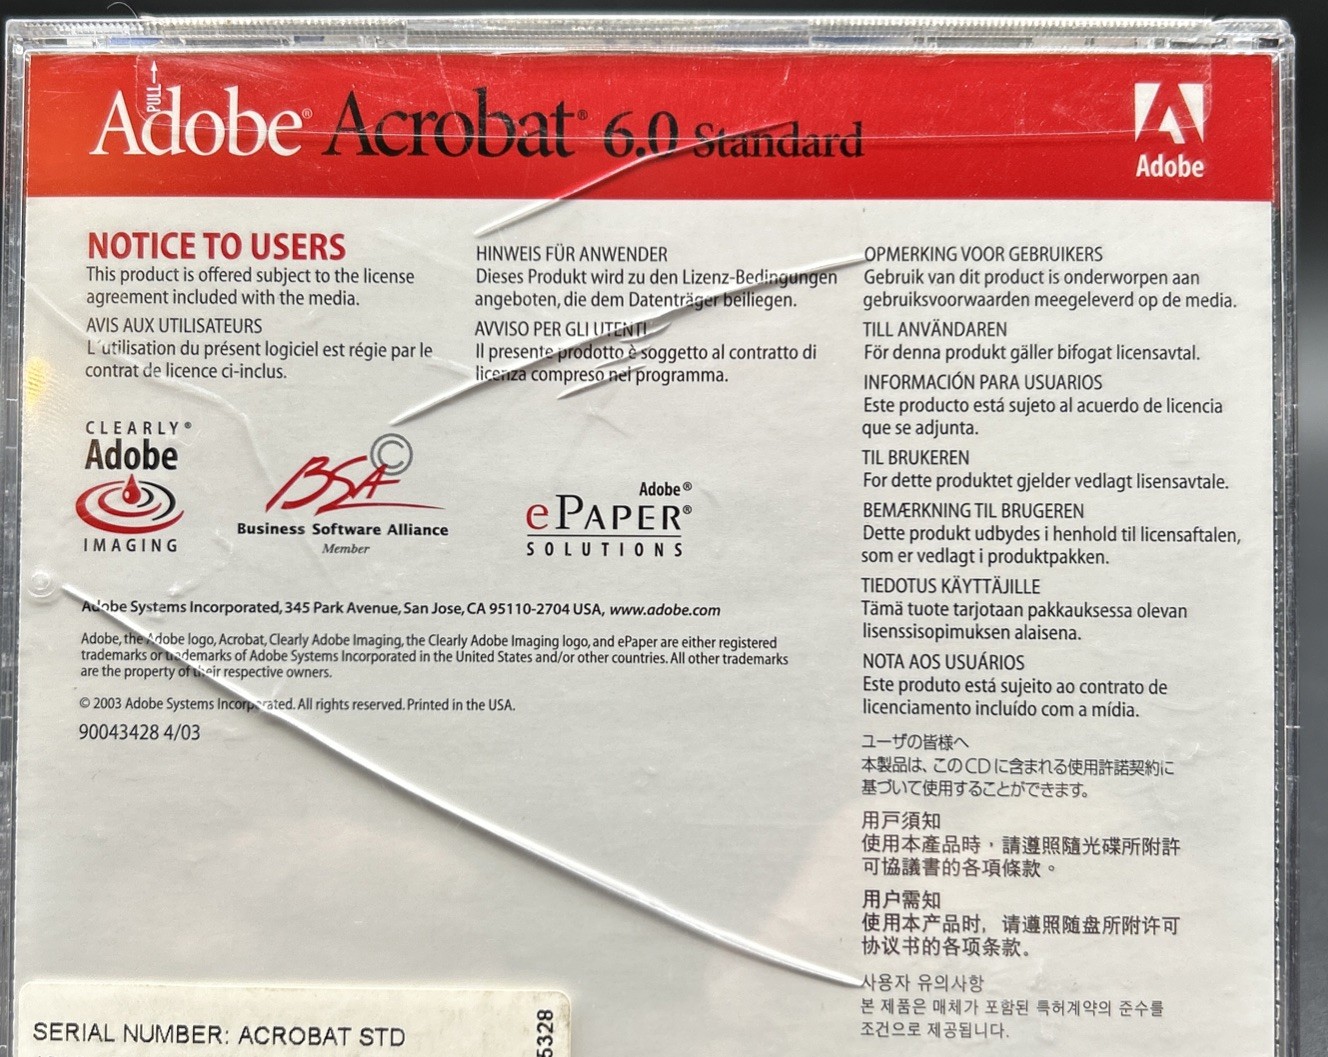 PULL→
Adobe® Acrobat® 6.0 Standard
Adobe
NOTICE TO USERS
This product is offered subject to the license
agreement included with the media.
AVIS AUX UTILISATEURS
L'utilisation du présent logiciel est régie par le
contrat de licence ci-inclus.
CLEARLY®
Adobe
IMAGING
BSA©
Business Software Alliance
Member
Adobe®
ePAPER®
SOLUTIONS
Adobe Systems Incorporated, 345 Park Avenue, San Jose, CA 95110-2704 USA, www.adobe.com
Adobe, the Adobe logo, Acrobat, Clearly Adobe Imaging, the Clearly Adobe Imaging logo, and ePaper are either registered
trademarks or trademarks of Adobe Systems Incorporated in the United States and/or other countries. All other trademarks
are the property of their respective owners.
© 2003 Adobe Systems Incorporated. All rights reserved. Printed in the USA.
90043428 4/03
HINWEIS FÜR ANWENDER
Dieses Produkt wird zu den Lizenz-Bedingungen
angeboten, die dem Datenträger beiliegen.
AVVISO PER GLI UTENTI
Il presente prodotto è soggetto al contratto di
licenza compreso nel programma.
OPMERKING VOOR GEBRUIKERS
Gebruik van dit product is onderworpen aan
gebruiksvoorwaarden meegeleverd op de media.
TILL ANVÄNDAREN
För denna produkt gäller bifogat licensavtal.
INFORMACIÓN PARA USUARIOS
Este producto está sujeto al acuerdo de licencia
que se adjunta.
TIL BRUKEREN
For dette produktet gjelder vedlagt lisensavtale.
BEMÆRKNING TIL BRUGEREN
Dette produkt udbydes i henhold til licensaftalen,
som er vedlagt i produktpakken.
TIEDOTUS KÄYTTÄJILLE
Tämä tuote tarjotaan pakkauksessa olevan
lisenssisopimuksen alaisena.
NOTA AOS USUÁRIOS
Este produto está sujeito ao contrato de
licenciamento incluído com a mídia.
ユーザの皆様へ
本製品は、このCDに含まれる使用許諾契約に
基づいて使用することができます。
用戶須知
使用本產品時，請遵照隨光碟所附許
可協議書的各項條款。
用户需知
使用本产品时，请遵照随盘所附许可
协议书的各项条款。
사용자 유의사항
본 제품은 매체가 포함된 특허계약의 준수를
조건으로 제공됩니다.
SERIAL NUMBER: ACROBAT STD
5328